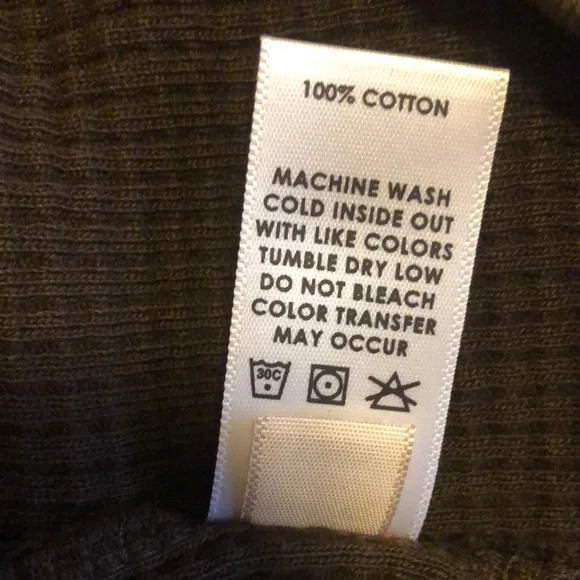 100% COTTON
MACHINE WASH
COLD INSIDE OUT
WITH LIKE COLORS
TUMBLE DRY LOW
DO NOT BLEACH
COLOR TRANSFER
MAY OCCUR
30C